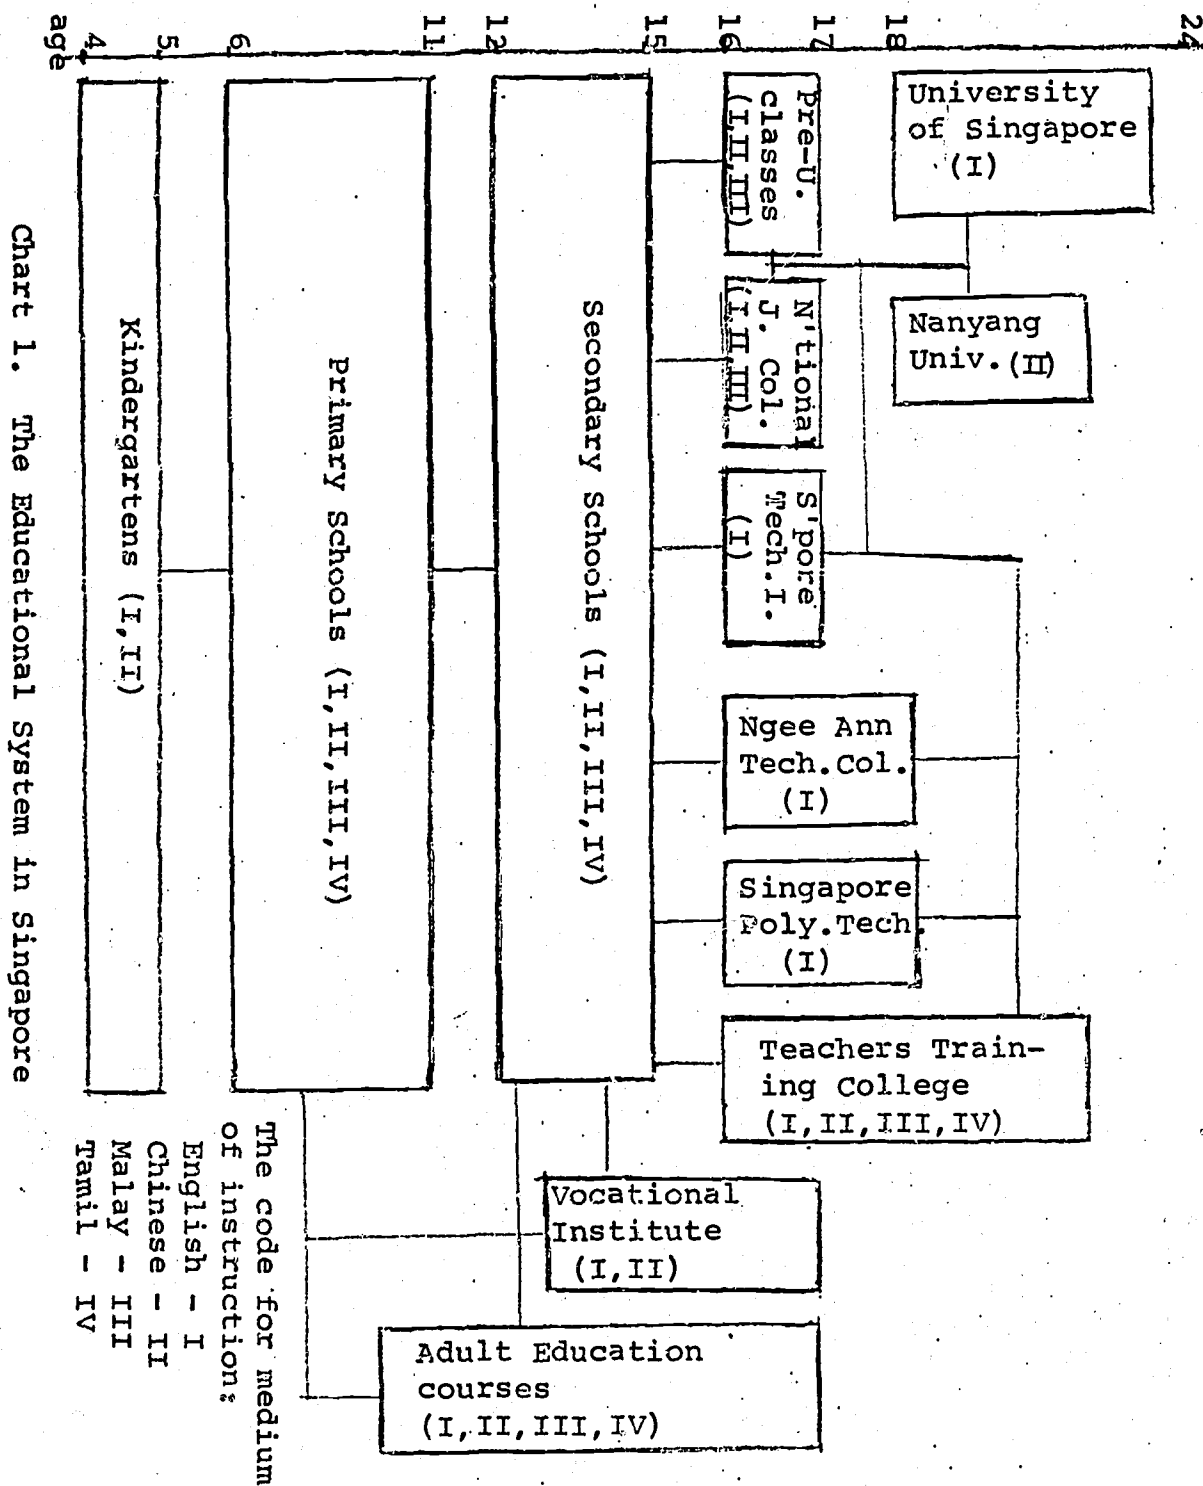 age
4
5
6
11
12
15
16
17
18
24
University
of Singapore
(I)
Nanyang
Univ. (II)
Pre-U.
classes
(I,II,III)
N'tional
J. Col.
(I,II,III)
S'pore
Tech.I.
(I)
Ngee Ann
Tech.Col.
(I)
Singapore
Poly.Tech.
(I)
Teachers Train-
ing College
(I,II,III,IV)
Vocational
Institute
(I,II)
Adult Education
courses
(I,II,III,IV)
Secondary Schools (I,II,III,IV)
Primary Schools (I,II,III,IV)
Kindergartens (I,II)
The code for medium
of instruction:
English - I
Chinese - II
Malay - III
Tamil - IV
Chart 1. The Educational System in Singapore